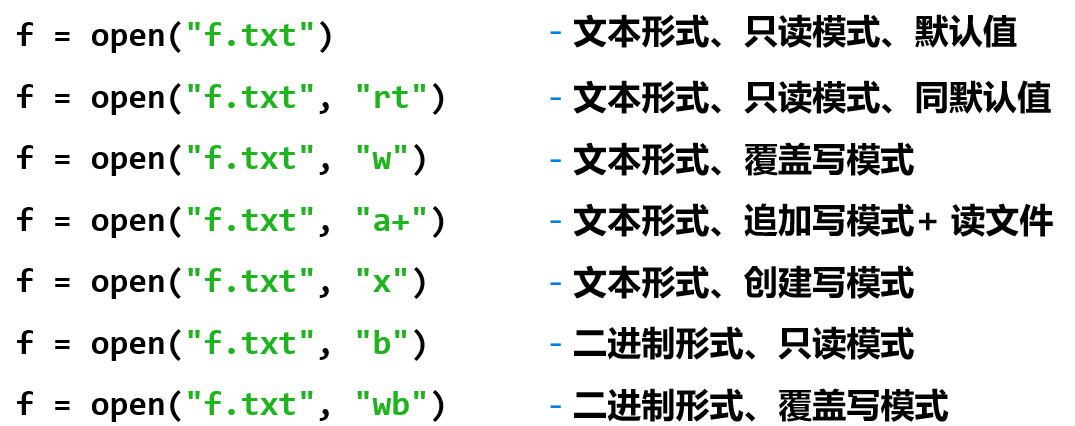 f = open("f.txt") - 文本形式、只读模式、默认值
f = open("f.txt", "rt") - 文本形式、只读模式、同默认值
f = open("f.txt", "w") - 文本形式、覆盖写模式
f = open("f.txt", "a+") - 文本形式、追加写模式+ 读文件
f = open("f.txt", "x") - 文本形式、创建写模式
f = open("f.txt", "b") - 二进制形式、只读模式
f = open("f.txt", "wb") - 二进制形式、覆盖写模式